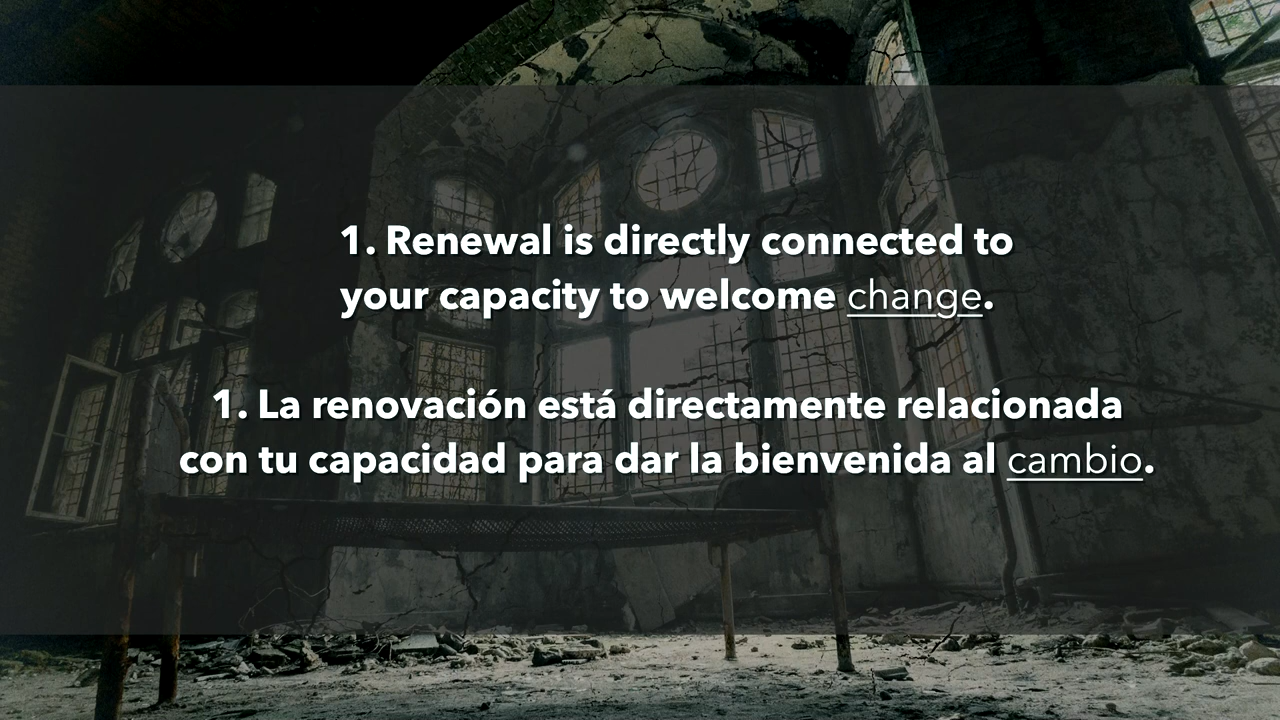 1. Renewal is directly connected to
your capacity to welcome change.
1. La renovación está directamente relacionada
con tu capacidad para dar la bienvenida al cambio.